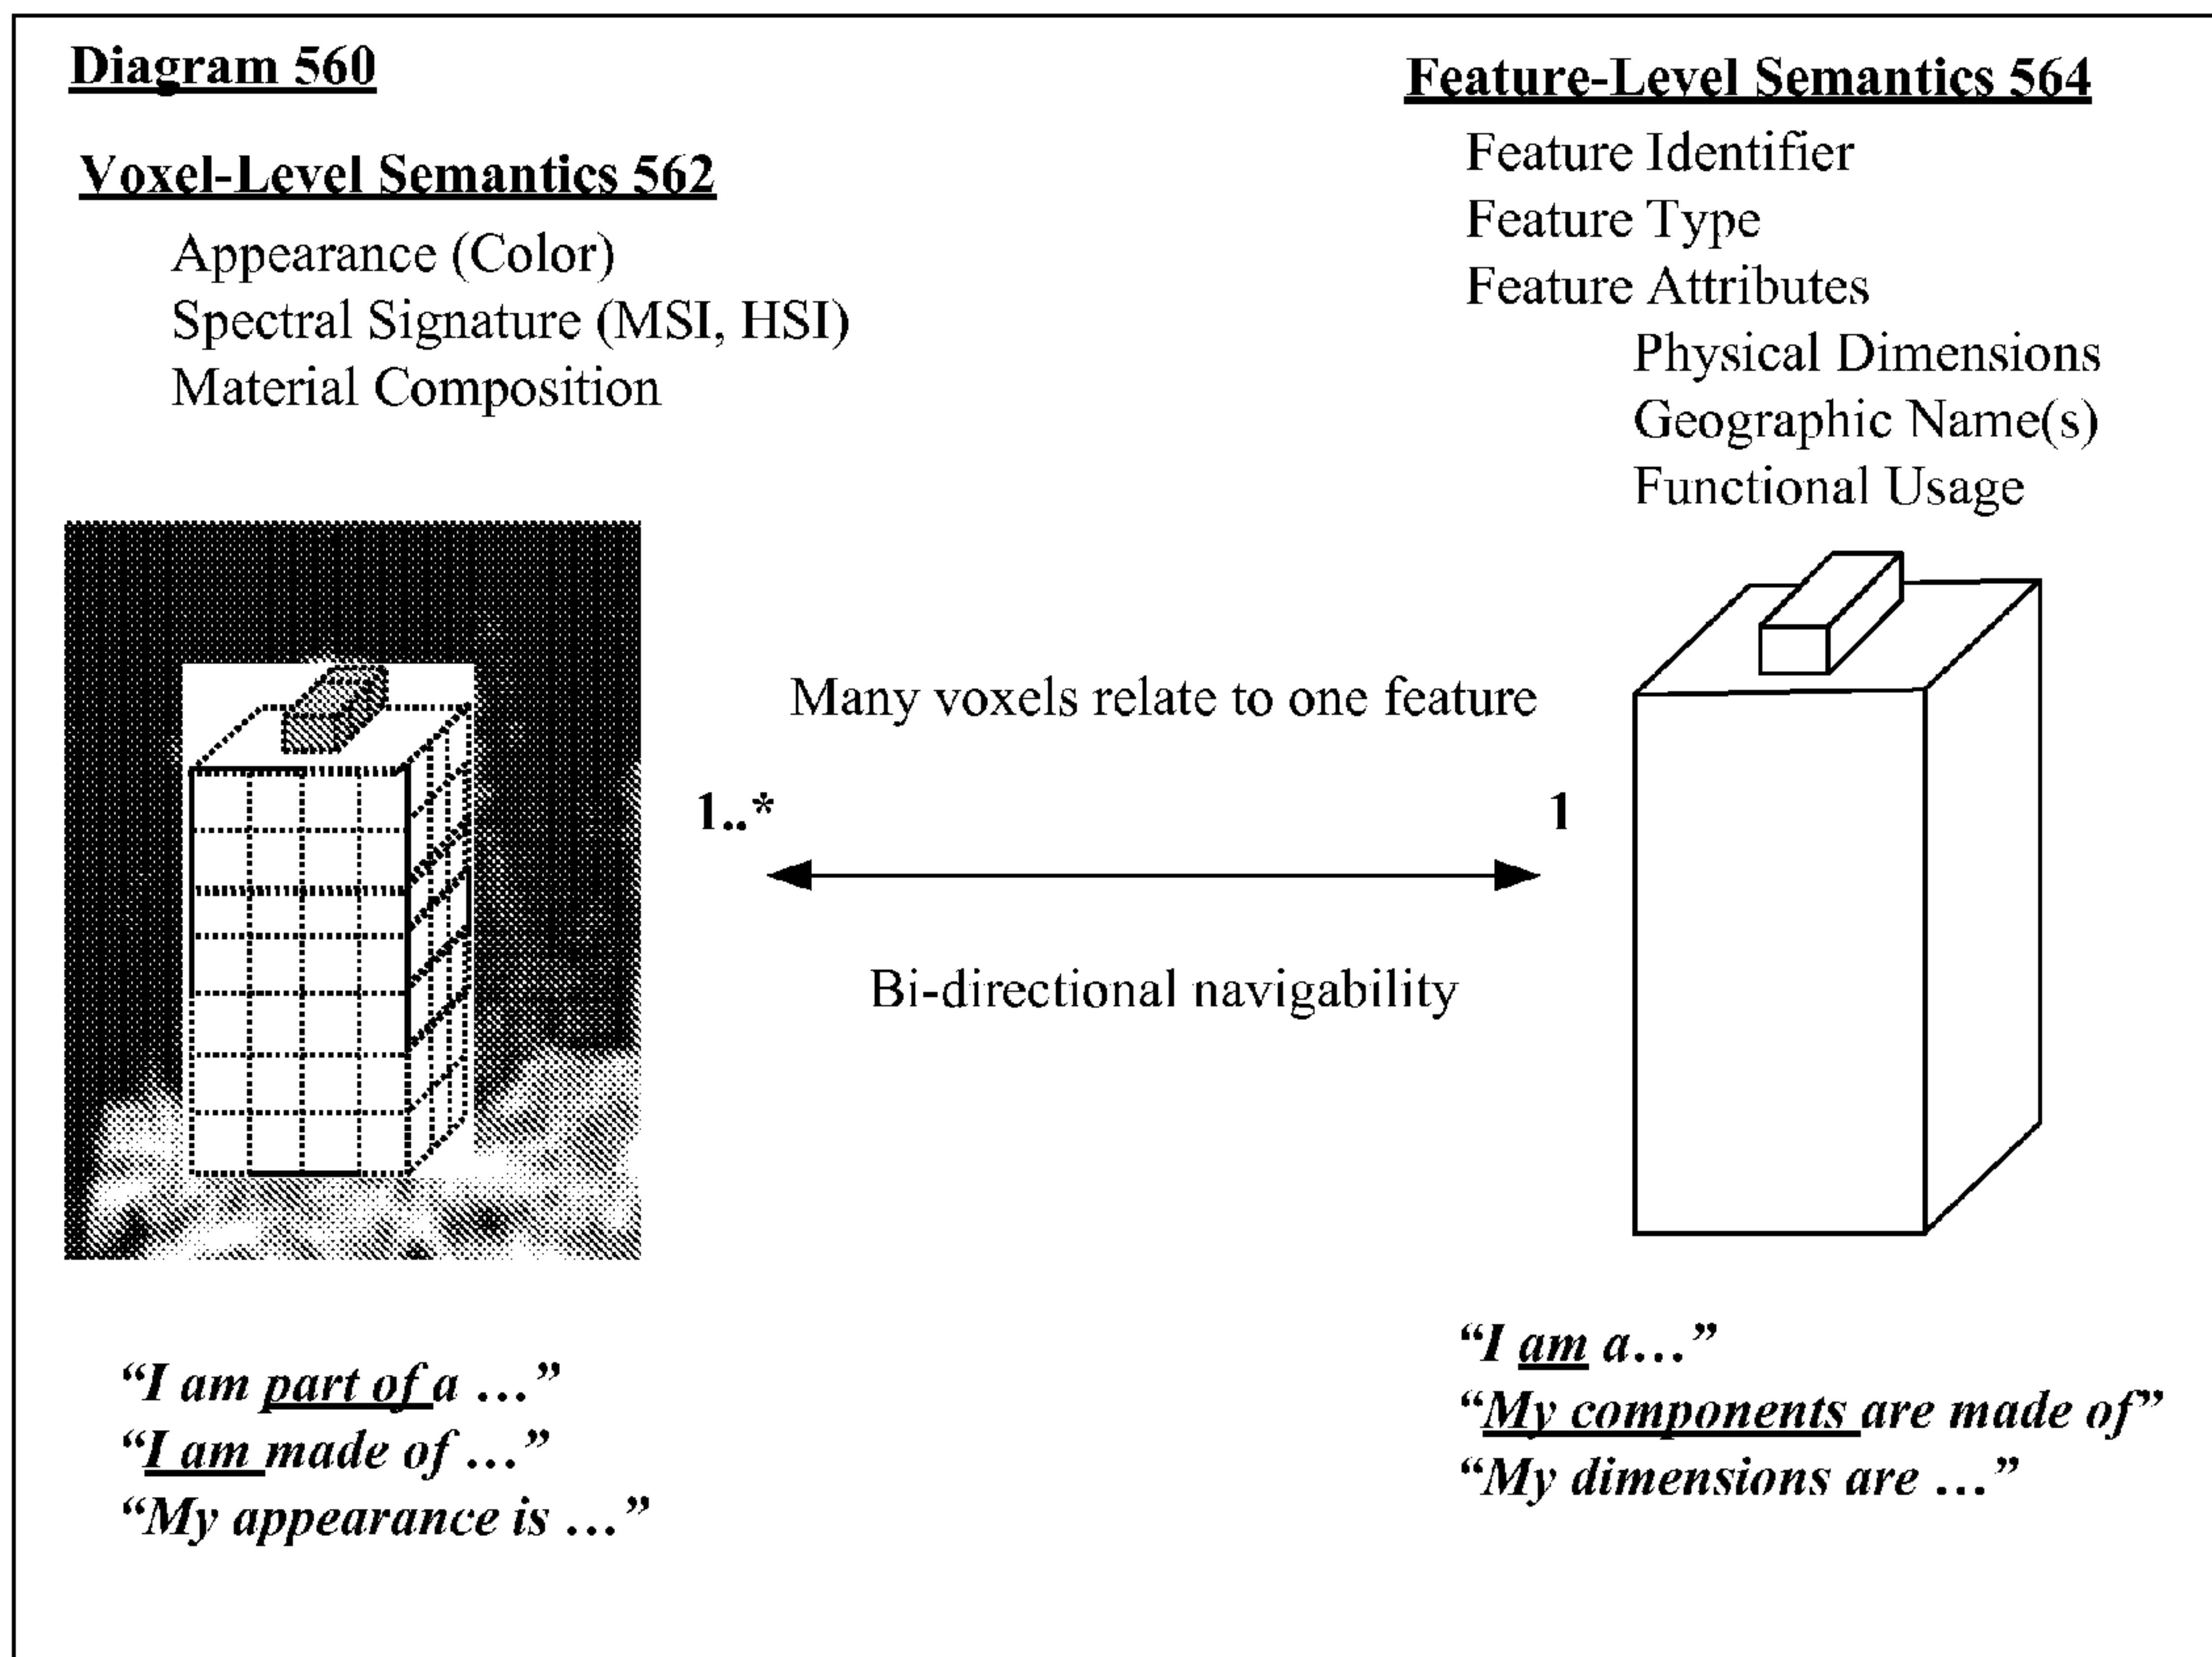 Diagram 560
Voxel-Level Semantics 562
Appearance (Color)
Spectral Signature (MSI, HSI)
Material Composition
Feature-Level Semantics 564
Feature Identifier
Feature Type
Feature Attributes
Physical Dimensions
Geographic Name(s)
Functional Usage
Many voxels relate to one feature
1..*
1
Bi-directional navigability
“I am part of a …”
“I am made of …”
“My appearance is …”
“I am a…”
“My components are made of”
“My dimensions are …”